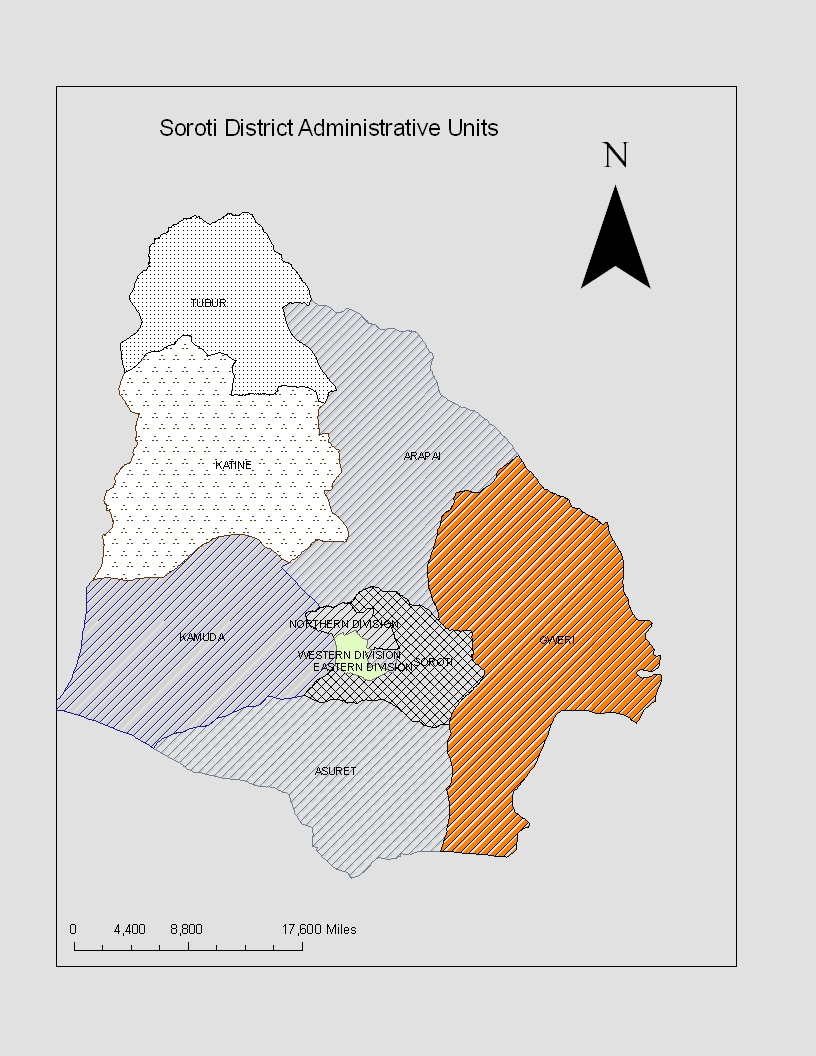 Soroti District Administrative Units
N
TUBUR
ARAPAI
KATINE
NORTHERN DIVISION
KAMUDA
GWERI
WESTERN DIVISION
SOROTI
EASTERN DIVISION
ASURET
0 4,400 8,800 17,600 Miles